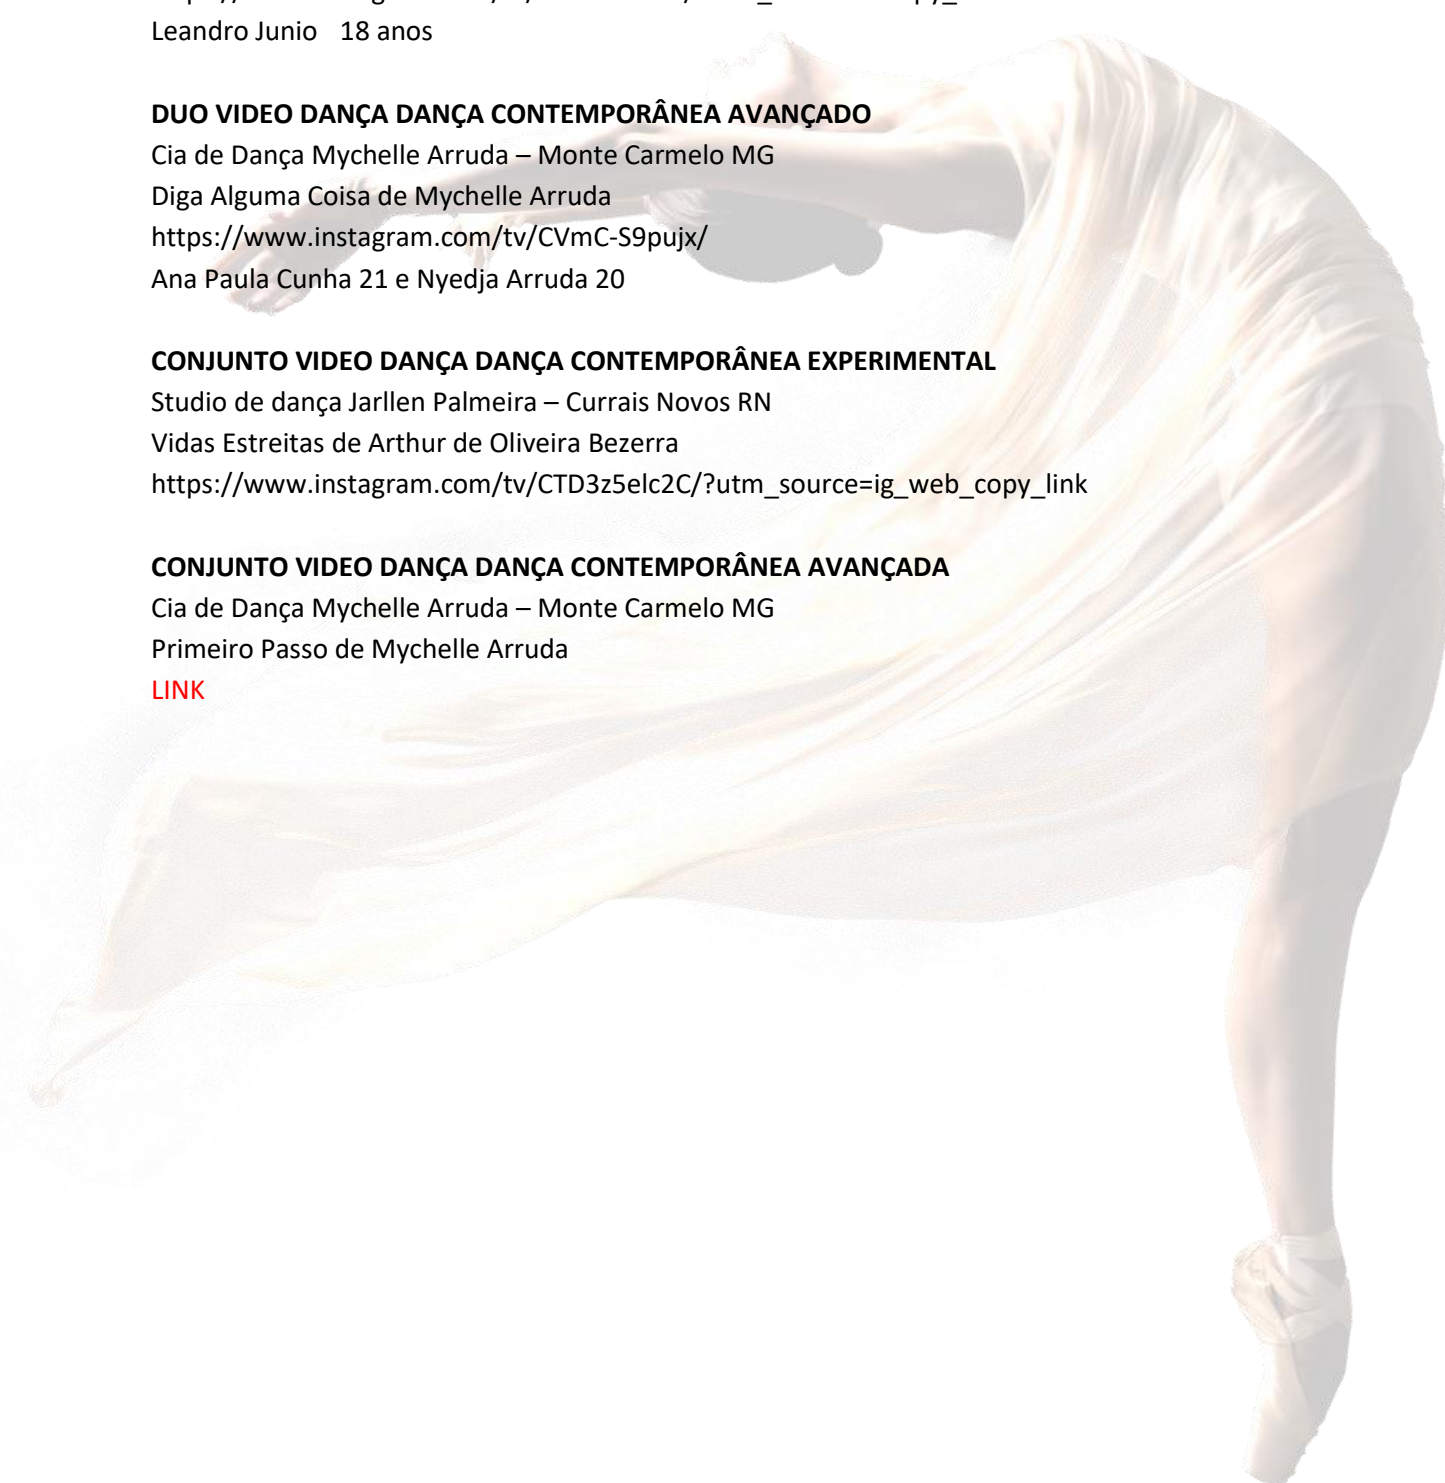 Leandro Junio   18 anos
DUO VIDEO DANÇA DANÇA CONTEMPORÂNEA AVANÇADO
Cia de Dança Mychelle Arruda – Monte Carmelo MG
Diga Alguma Coisa de Mychelle Arruda
https://www.instagram.com/tv/CVmC-S9pujx/
Ana Paula Cunha 21 e Nyedja Arruda 20
CONJUNTO VIDEO DANÇA DANÇA CONTEMPORÂNEA EXPERIMENTAL
Studio de dança Jarllen Palmeira – Currais Novos RN
Vidas Estreitas de Arthur de Oliveira Bezerra
https://www.instagram.com/tv/CTD3z5elc2C/?utm_source=ig_web_copy_link
CONJUNTO VIDEO DANÇA DANÇA CONTEMPORÂNEA AVANÇADA
Cia de Dança Mychelle Arruda – Monte Carmelo MG
Primeiro Passo de Mychelle Arruda
LINK